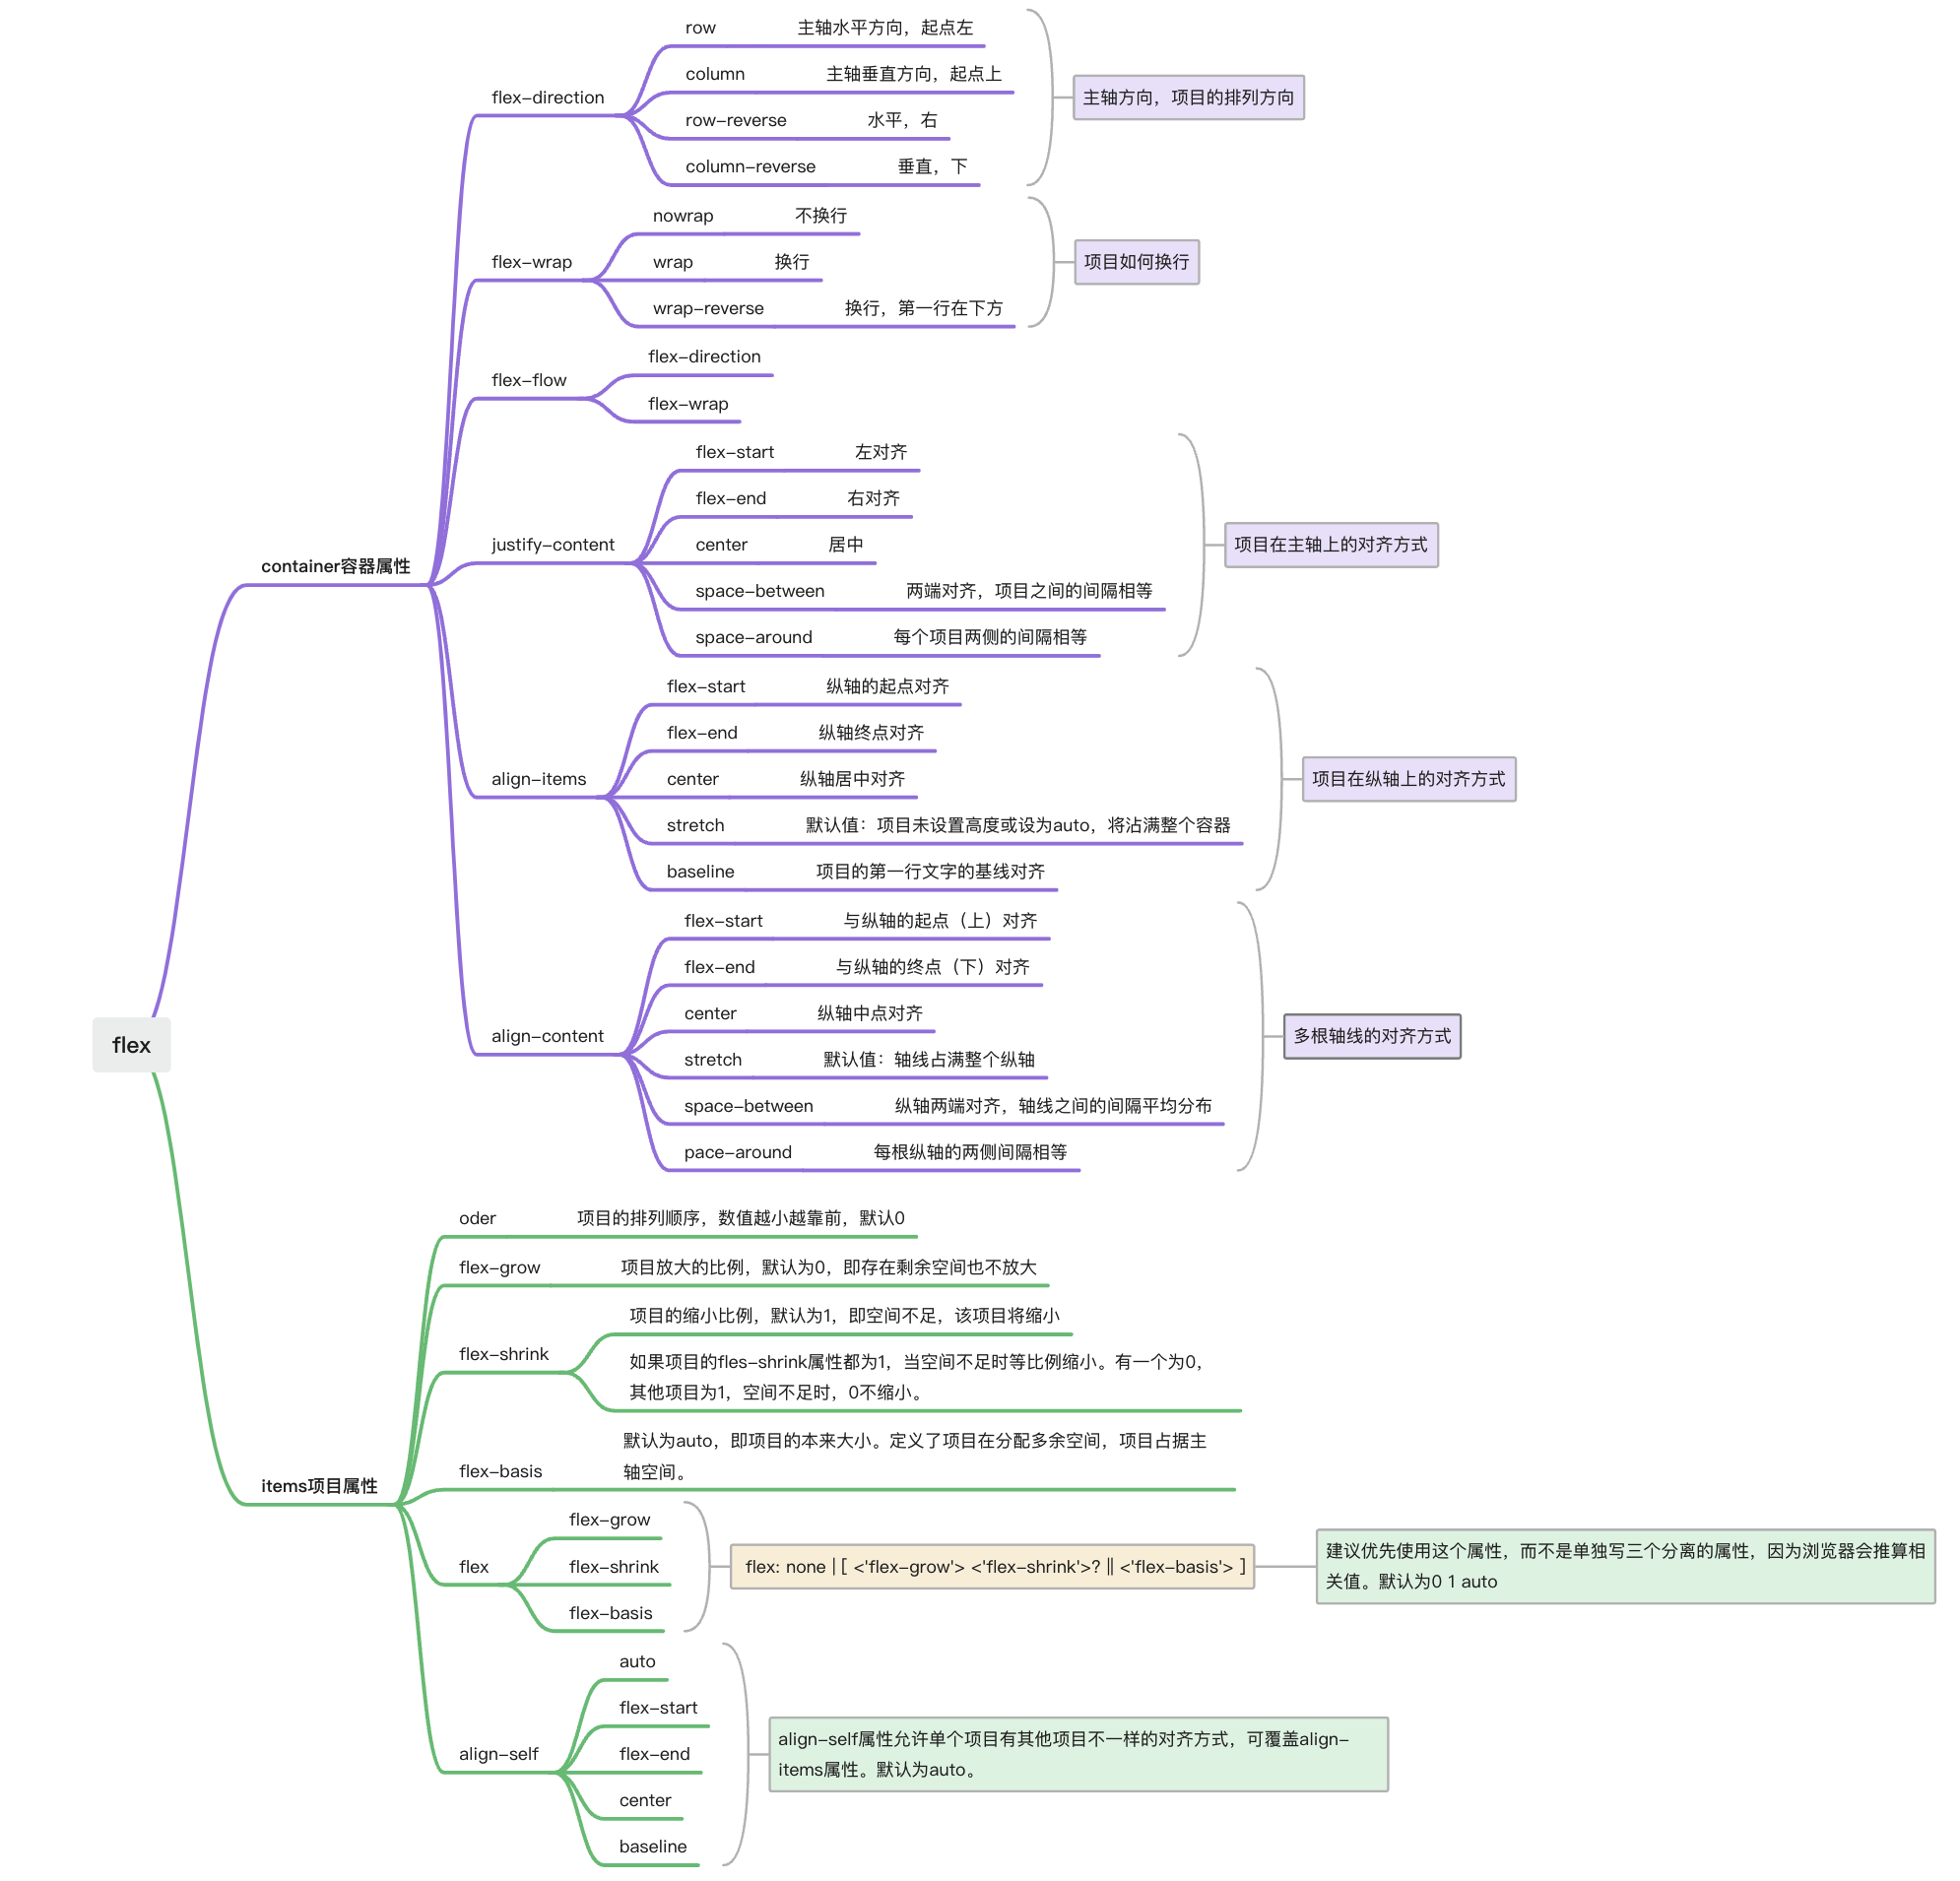 flex
container容器属性
flex-direction
row
主轴水平方向，起点左
column
主轴垂直方向，起点上
row-reverse
水平，右
column-reverse
垂直，下
主轴方向，项目的排列方向
flex-wrap
nowrap
不换行
wrap
换行
wrap-reverse
换行，第一行在下方
项目如何换行
flex-flow
flex-direction
flex-wrap
justify-content
flex-start
左对齐
flex-end
右对齐
center
居中
space-between
两端对齐，项目之间的间隔相等
space-around
每个项目两侧的间隔相等
项目在主轴上的对齐方式
align-items
flex-start
纵轴的起点对齐
flex-end
纵轴终点对齐
center
纵轴居中对齐
stretch
默认值：项目未设置高度或设为auto，将沾满整个容器
baseline
项目的第一行文字的基线对齐
项目在纵轴上的对齐方式
align-content
flex-start
与纵轴的起点（上）对齐
flex-end
与纵轴的终点（下）对齐
center
纵轴中点对齐
stretch
默认值：轴线占满整个纵轴
space-between
纵轴两端对齐，轴线之间的间隔平均分布
pace-around
每根纵轴的两侧间隔相等
多根轴线的对齐方式
items项目属性
oder
项目的排列顺序，数值越小越靠前，默认0
flex-grow
项目放大的比例，默认为0，即存在剩余空间也不放大
flex-shrink
项目的缩小比例，默认为1，即空间不足，该项目将缩小
如果项目的fles-shrink属性都为1，当空间不足时等比例缩小。有一个为0，
其他项目为1，空间不足时，0不缩小。
flex-basis
默认为auto，即项目的本来大小。定义了项目在分配多余空间，项目占据主
轴空间。
flex
flex-grow
flex-shrink
flex-basis
flex: none | [ <'flex-grow'> <'flex-shrink'>? || <'flex-basis'> ]
建议优先使用这个属性，而不是单独写三个分离的属性，因为浏览器会推算相
关值。默认为0 1 auto
align-self
auto
flex-start
flex-end
center
baseline
align-self属性允许单个项目有其他项目不一样的对齐方式，可覆盖align-
items属性。默认为auto。